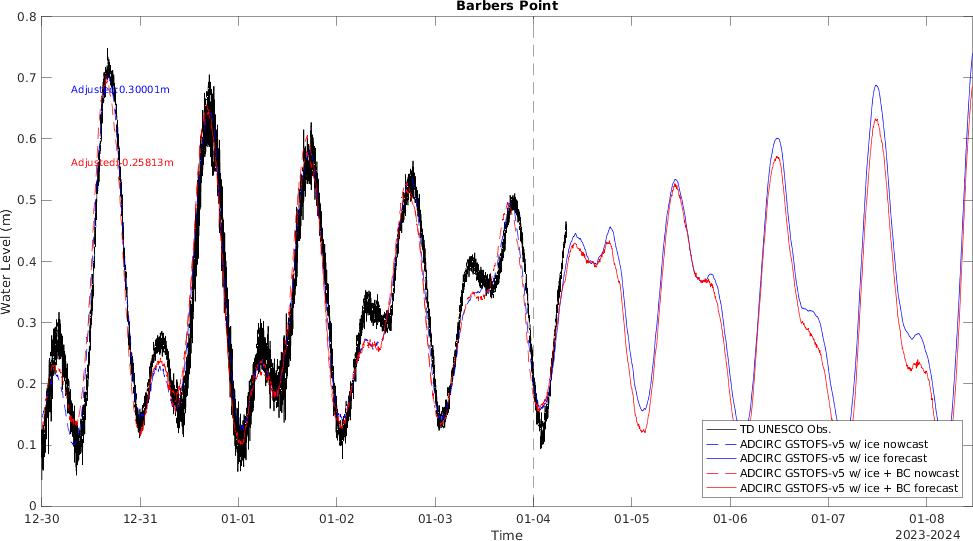 Barbers Point
0.8
0.7
0.6
0.5
0.4
0.3
0.2
0.1
0
Water Level (m)
Adjusted:0.30001m
Adjusted:0.25813m
TD UNESCO Obs.
ADCIRC GSTOFS-v5 w/ ice nowcast
ADCIRC GSTOFS-v5 w/ ice forecast
ADCIRC GSTOFS-v5 w/ ice + BC nowcast
ADCIRC GSTOFS-v5 w/ ice + BC forecast
12-30 12-31 01-01 01-02 01-03 01-04 01-05 01-06 01-07 01-08
Time
2023-2024